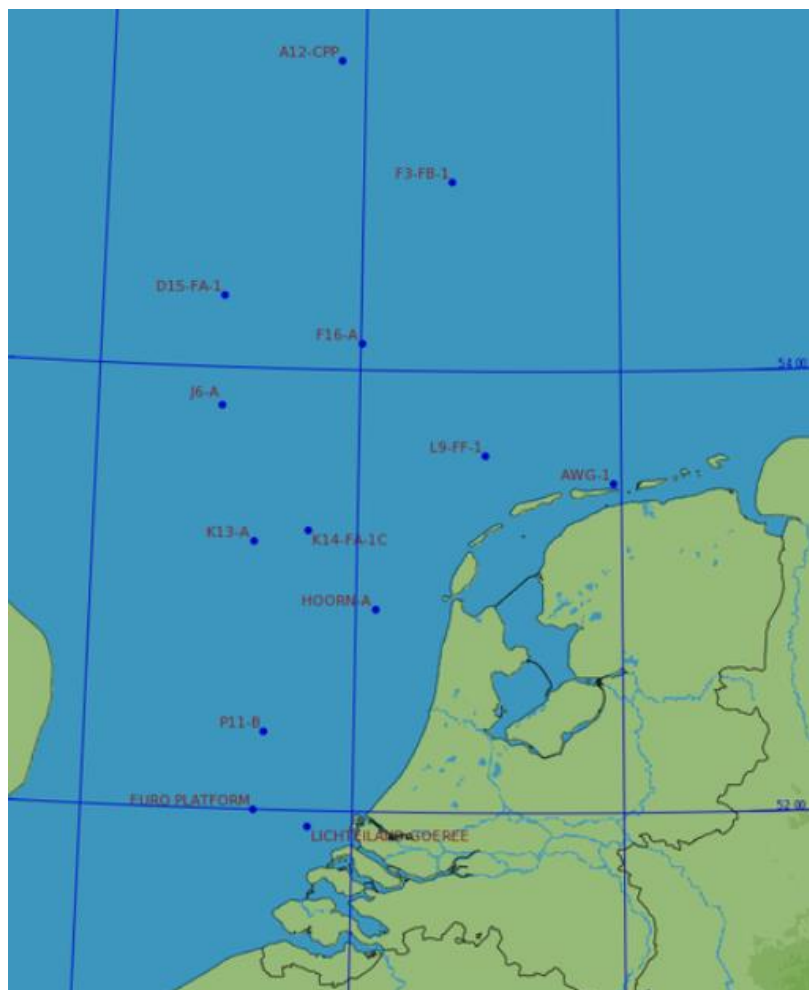 A12-CPP
F3-FB-1
D15-FA-1
F16-A
54 00
J6-A
L9-FF-1
AWG-1
K13-A
K14-FA-1C
HOORN-A
P11-B
EURO PLATFORM
52 00
LICHTEILAND GOEREE